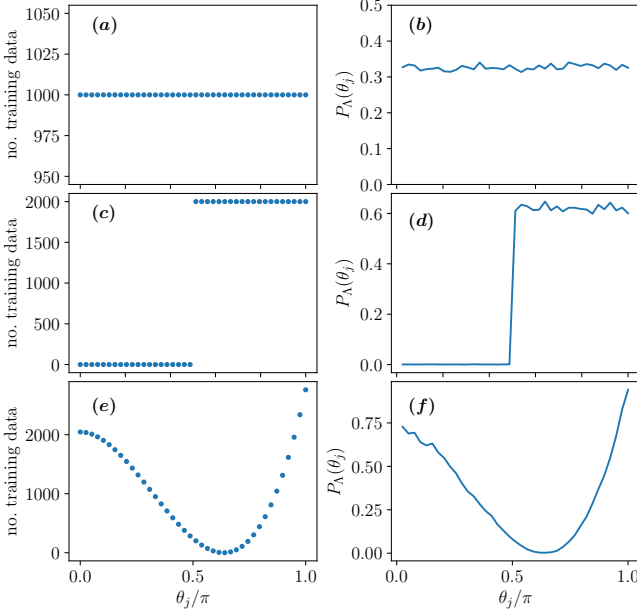 (a)
no. training data
1050
1025
1000
975
950
(b)
P_Λ(θ_j)
0.5
0.4
0.3
0.2
0.1
0.0
(c)
no. training data
2000
1500
1000
500
0
(d)
P_Λ(θ_j)
0.6
0.4
0.2
0.0
(e)
no. training data
2000
1000
0
0.0 0.5 1.0
θ_j/π
(f)
P_Λ(θ_j)
0.75
0.50
0.25
0.00
0.0 0.5 1.0
θ_j/π